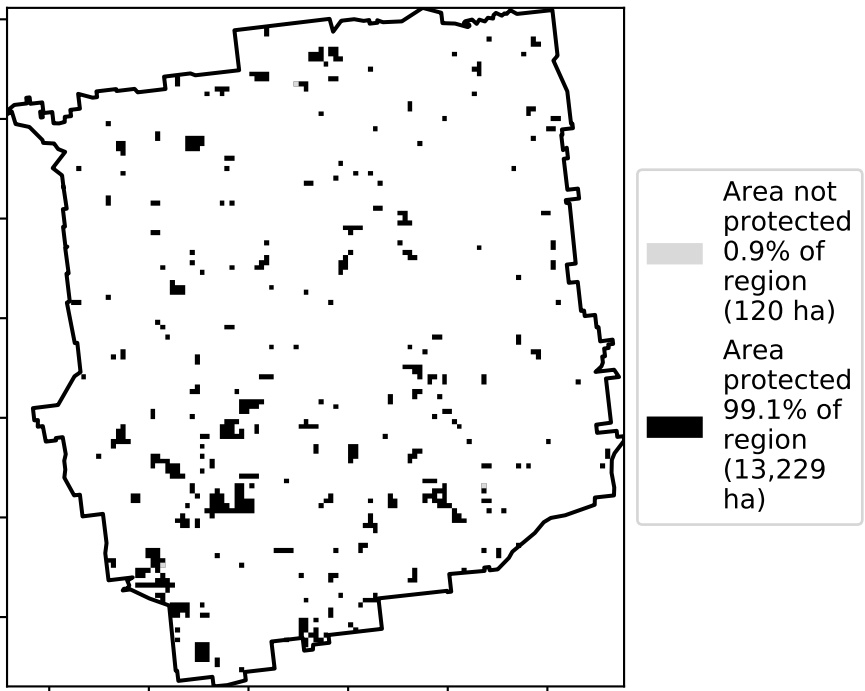 Area not
protected
0.9% of
region
(120 ha)
Area
protected
99.1% of
region
(13,229
ha)